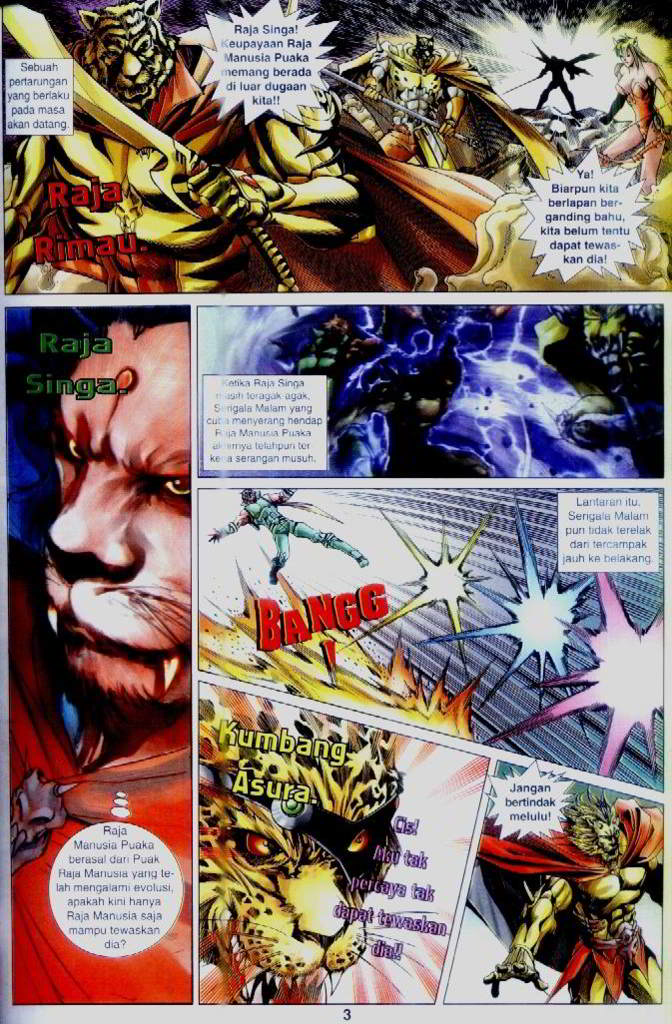 Sebuah
pertarungan
yang berlaku
pada masa
akan datang.
Raja Singa!
Keupayaan Raja
Manusia Puaka
memang berada
di luar dugaan
kita!!
Raja
Rimau.
Ya!
Biarpun kita
berlapan ber-
ganding bahu,
kita belum tentu
dapat tewas-
kan dia!
Raja
Singa.
Ketika Raja Singa
masih teragak-agak,
Serigala Malam yang
cuba menyerang hendap
Raja Manusia Puaka
akhirnya telahpun ter
kena serangan musuh.
Lantaran itu,
Serigala Malam
pun tidak terelak
dari tercampak
jauh ke belakang.
BANGG
!
Raja
Manusia Puaka
berasal dari Puak
Raja Manusia yang te-
lah mengalami evolusi,
apakah kini hanya
Raja Manusia saja
mampu tewaskan
dia?
Kumbang
Asura.
Cis!
Aku tak
percaya tak
dapat tewaskan
dia!!
Jangan
bertindak
melulu!
3